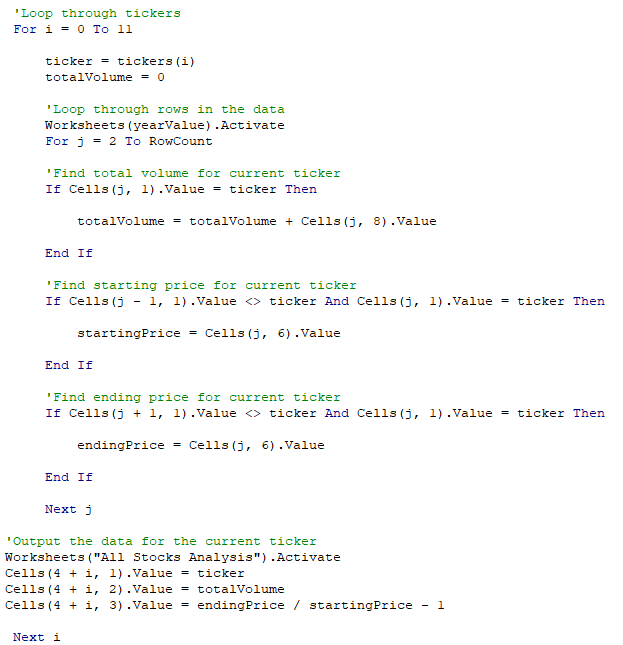 'Loop through tickers
For i = 0 To 11
ticker = tickers(i)
totalVolume = 0
'Loop through rows in the data
Worksheets(yearValue).Activate
For j = 2 To RowCount
'Find total volume for current ticker
If Cells(j, 1).Value = ticker Then
totalVolume = totalVolume + Cells(j, 8).Value
End If
'Find starting price for current ticker
If Cells(j - 1, 1).Value <> ticker And Cells(j, 1).Value = ticker Then
startingPrice = Cells(j, 6).Value
End If
'Find ending price for current ticker
If Cells(j + 1, 1).Value <> ticker And Cells(j, 1).Value = ticker Then
endingPrice = Cells(j, 6).Value
End If
Next j
'Output the data for the current ticker
Worksheets("All Stocks Analysis").Activate
Cells(4 + i, 1).Value = ticker
Cells(4 + i, 2).Value = totalVolume
Cells(4 + i, 3).Value = endingPrice / startingPrice - 1
Next i